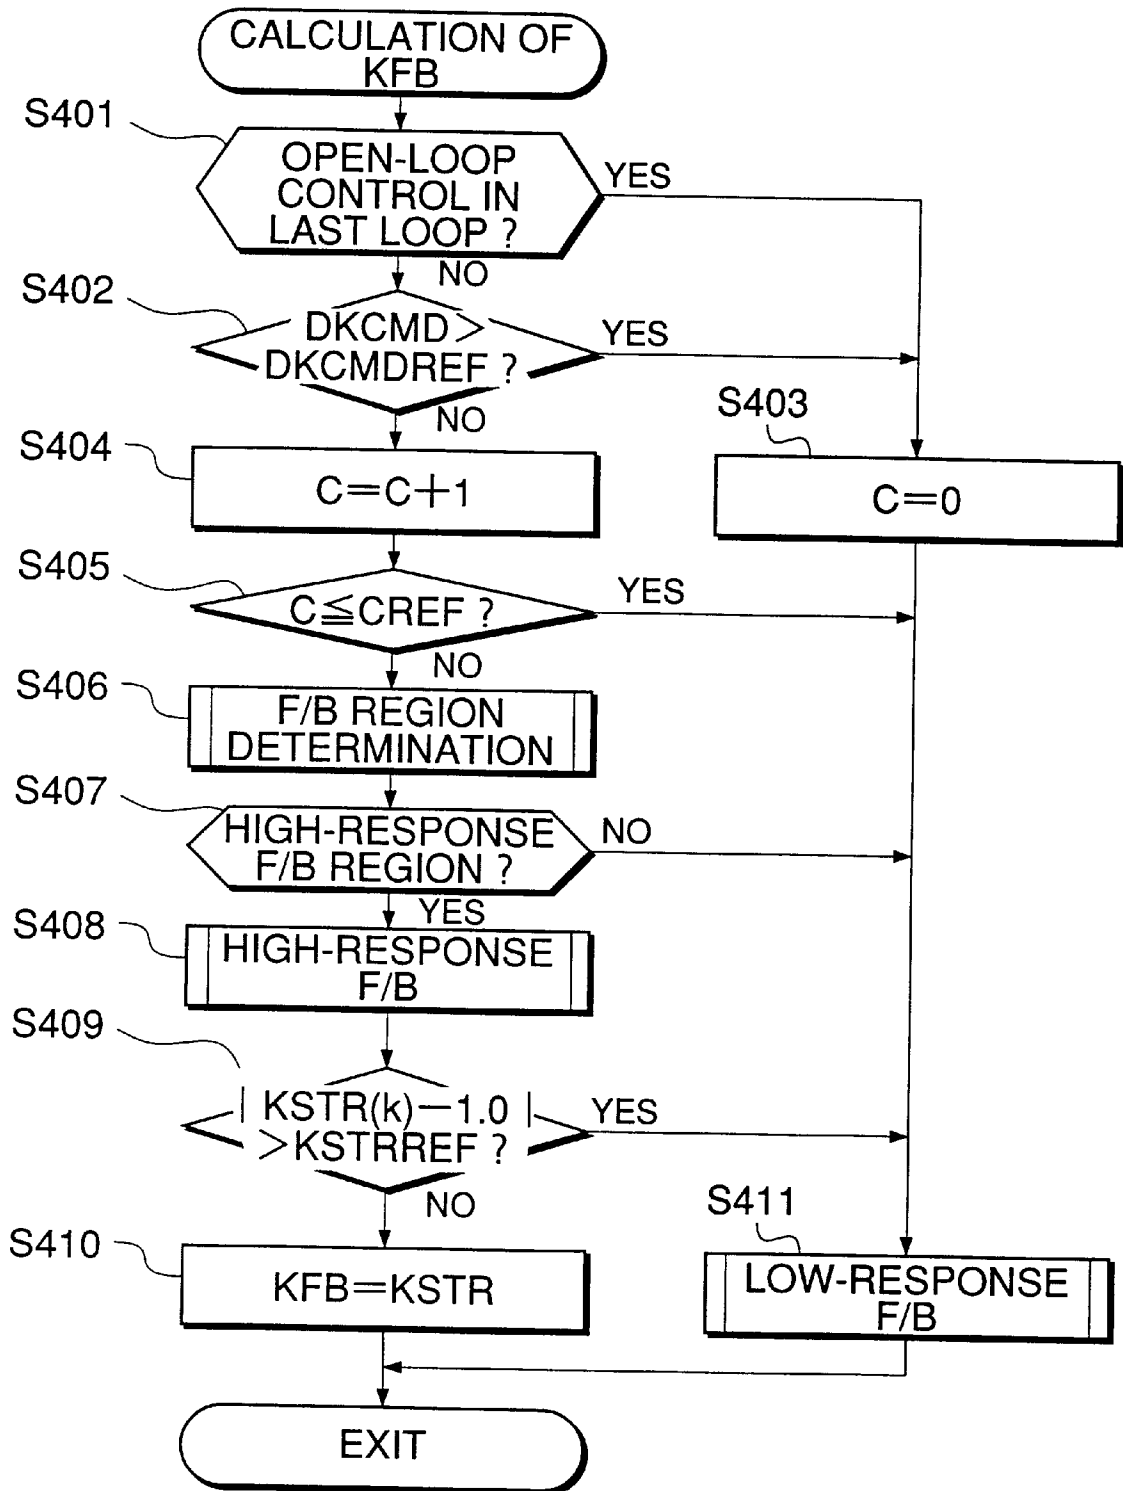 CALCULATION OF
KFB
S401
OPEN-LOOP
CONTROL IN
LAST LOOP ?
YES
NO
S402
DKCMD>
DKCMDREF ?
YES
NO
S403
C=0
S404
C=C+1
S405
C≦CREF ?
YES
NO
S406
F/B REGION
DETERMINATION
S407
HIGH-RESPONSE
F/B REGION ?
NO
YES
S408
HIGH-RESPONSE
F/B
S409
|KSTR(k)-1.0|
>KSTRREF ?
YES
NO
S410
KFB=KSTR
S411
LOW-RESPONSE
F/B
EXIT